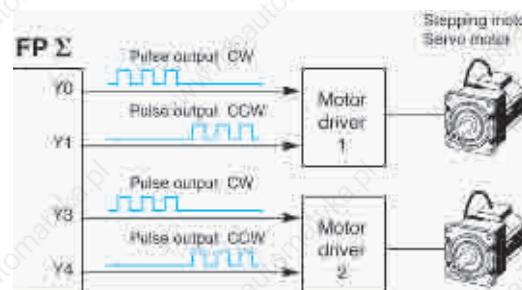 Stepping moto
Servo motor
FP Σ
Pulse output CW
Y0
Pulse output CCW
Y1
Motor
driver
1
Pulse output CW
Y3
Pulse output CCW
Y4
Motor
driver
2